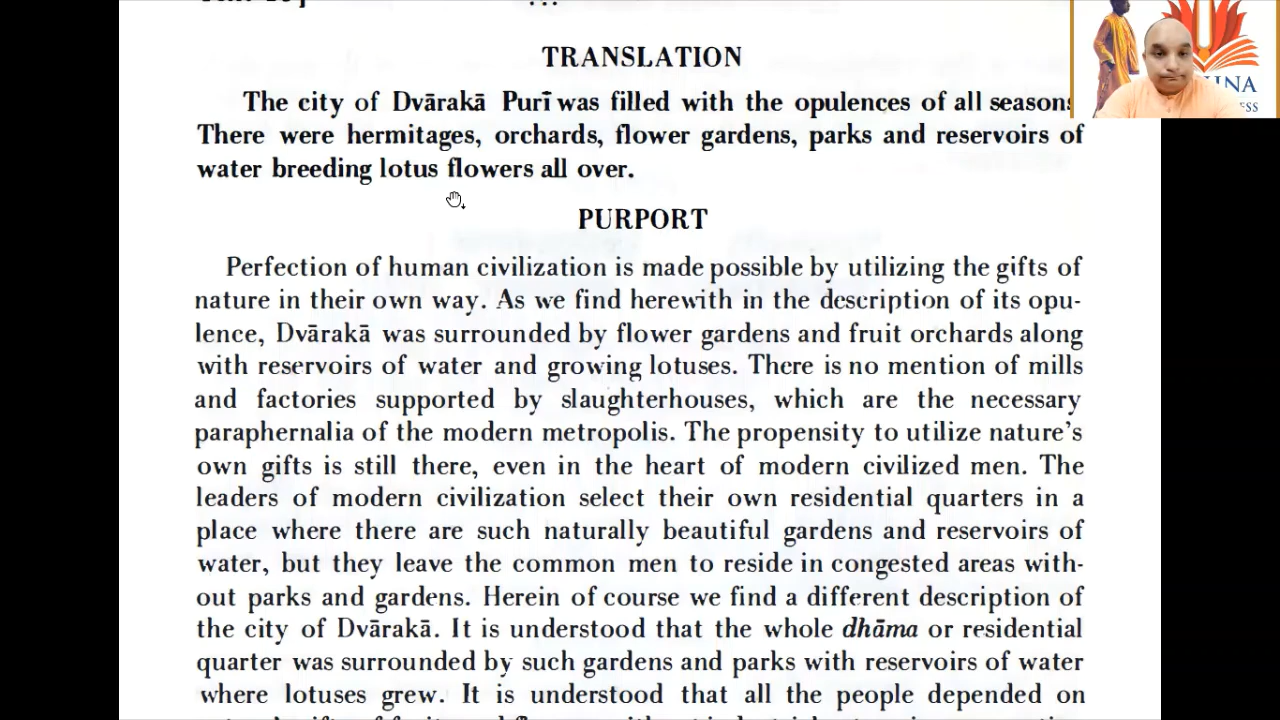 TRANSLATION
The city of Dvārakā Purī was filled with the opulences of all seasons
There were hermitages, orchards, flower gardens, parks and reservoirs of
water breeding lotus flowers all over.
PURPORT
Perfection of human civilization is made possible by utilizing the gifts of
nature in their own way. As we find herewith in the description of its opu-
lence, Dvārakā was surrounded by flower gardens and fruit orchards along
with reservoirs of water and growing lotuses. There is no mention of mills
and factories supported by slaughterhouses, which are the necessary
paraphernalia of the modern metropolis. The propensity to utilize nature's
own gifts is still there, even in the heart of modern civilized men. The
leaders of modern civilization select their own residential quarters in a
place where there are such naturally beautiful gardens and reservoirs of
water, but they leave the common men to reside in congested areas with-
out parks and gardens. Herein of course we find a different description of
the city of Dvārakā. It is understood that the whole dhāma or residential
quarter was surrounded by such gardens and parks with reservoirs of water
where lotuses grew. It is understood that all the people depended on